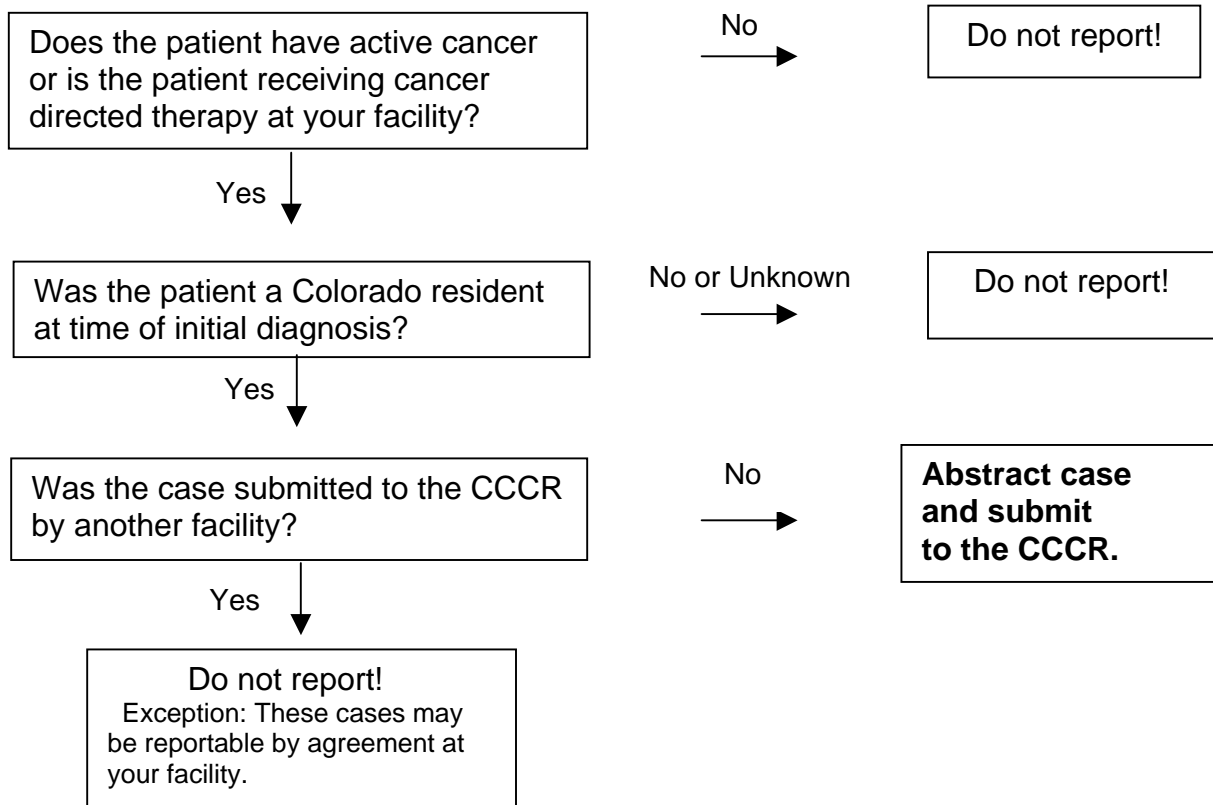 Does the patient have active cancer
or is the patient receiving cancer
directed therapy at your facility?
No
Do not report!
Yes
Was the patient a Colorado resident
at time of initial diagnosis?
No or Unknown
Do not report!
Yes
Was the case submitted to the CCCR
by another facility?
No
Abstract case
and submit
to the CCCR.
Yes
Do not report!
Exception: These cases may
be reportable by agreement at
your facility.